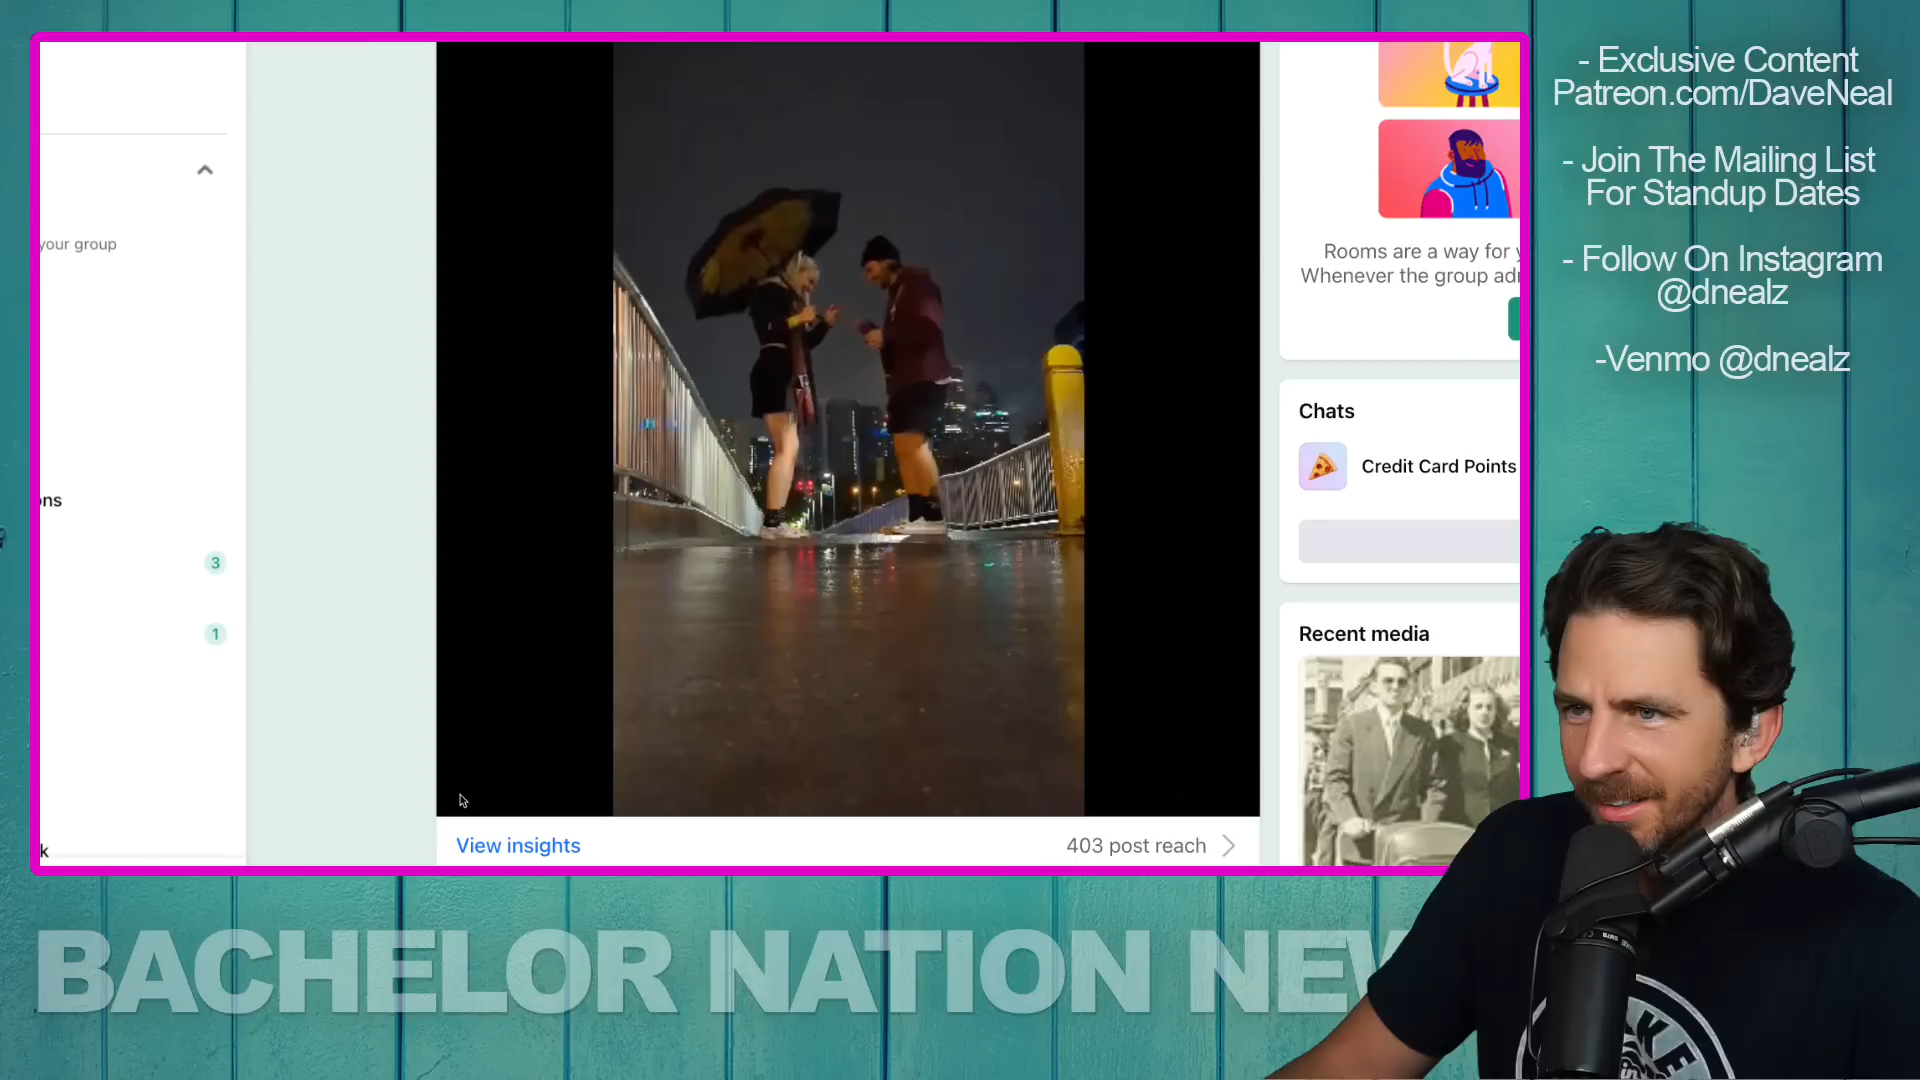 - Exclusive Content
Patreon.com/DaveNeal
- Join The Mailing List
For Standup Dates
- Follow On Instagram
@dnealz
-Venmo @dnealz
your group
ons
3
1
k
View insights
403 post reach
Rooms are a way for y
Whenever the group adm
Chats
Credit Card Points
Recent media
BACHELOR NATION NEW